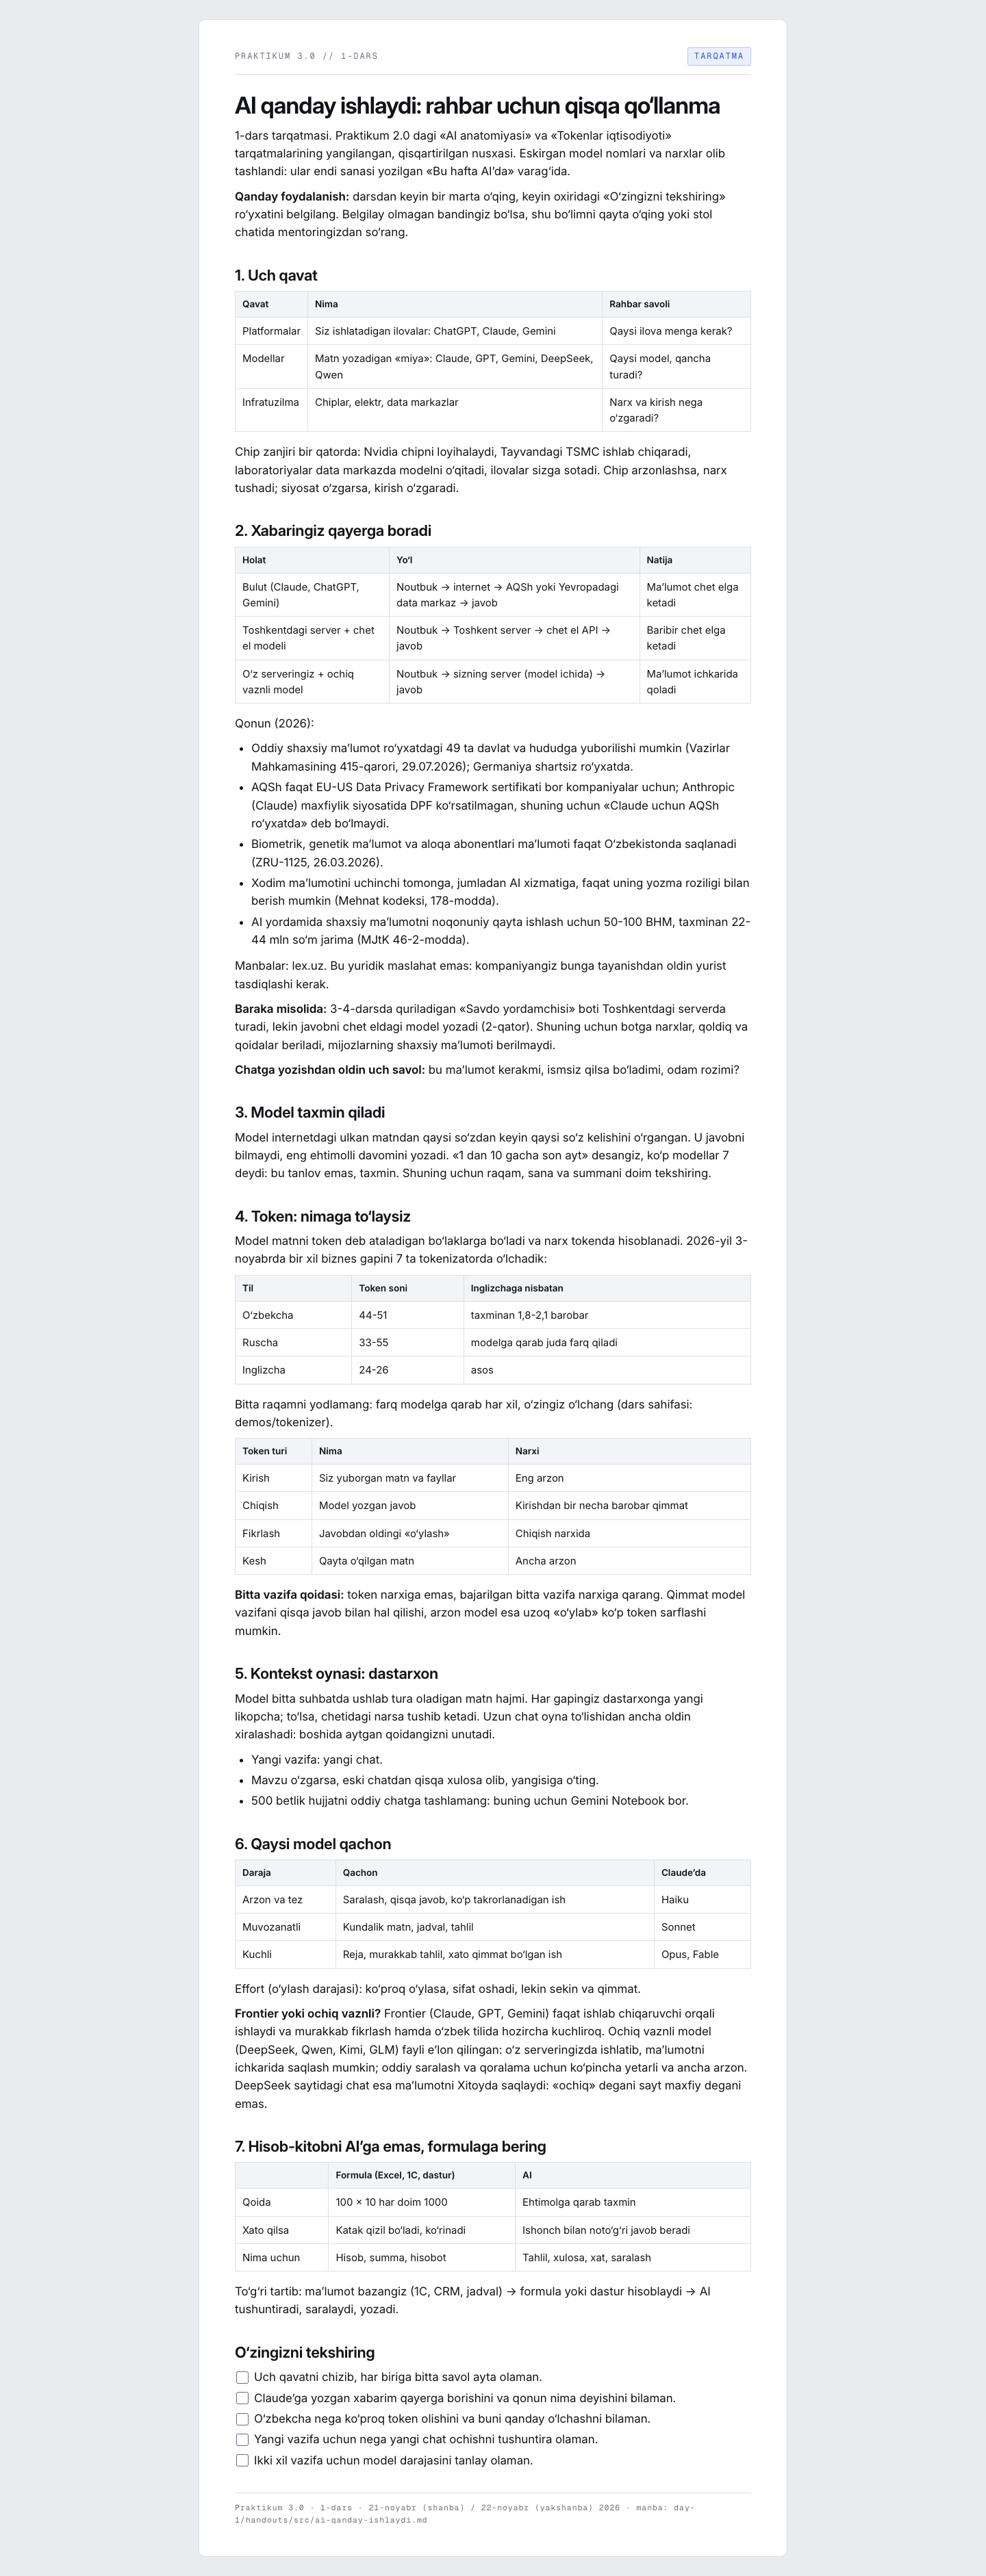 PRAKTIKUM 3.0 // 1-DARS
TARQATMA
AI qanday ishlaydi: rahbar uchun qisqa qo‘llanma
1-dars tarqatmasi. Praktikum 2.0 dagi «AI anatomiyasi» va «Tokenlar iqtisodiyoti»
tarqatmalarining yangilangan, qisqartirilgan nusxasi. Eskirgan model nomlari va narxlar olib
tashlandi: ular endi sanasi yozilgan «Bu hafta AI’da» varag‘ida.
Qanday foydalanish: darsdan keyin bir marta o‘qing, keyin oxiridagi «O‘zingizni tekshiring»
ro‘yxatini belgilang. Belgilay olmagan bandingiz bo‘lsa, shu bo‘limni qayta o‘qing yoki stol
chatida mentoringizdan so‘rang.
1. Uch qavat
Qavat Nima Rahbar savoli
Platformalar Siz ishlatadigan ilovalar: ChatGPT, Claude, Gemini Qaysi ilova menga kerak?
Modellar Matn yozadigan «miya»: Claude, GPT, Gemini, DeepSeek, Qwen Qaysi model, qancha turadi?
Infratuzilma Chiplar, elektr, data markazlar Narx va kirish nega o‘zgaradi?
Chip zanjiri bir qatorda: Nvidia chipni loyihalaydi, Tayvandagi TSMC ishlab chiqaradi,
laboratoriyalar data markazda modelni o‘qitadi, ilovalar sizga sotadi. Chip arzonlashsa, narx
tushadi; siyosat o‘zgarsa, kirish o‘zgaradi.
2. Xabaringiz qayerga boradi
Holat Yo‘l Natija
Bulut (Claude, ChatGPT, Gemini) Noutbuk → internet → AQSh yoki Yevropadagi data markaz → javob Ma’lumot chet elga ketadi
Toshkentdagi server + chet el modeli Noutbuk → Toshkent server → chet el API → javob Baribir chet elga ketadi
O‘z serveringiz + ochiq vaznli model Noutbuk → sizning server (model ichida) → javob Ma’lumot ichkarida qoladi
Qonun (2026):
• Oddiy shaxsiy ma’lumot ro‘yxatdagi 49 ta davlat va hududga yuborilishi mumkin (Vazirlar
Mahkamasining 415-qarori, 29.07.2026); Germaniya shartsiz ro‘yxatda.
• AQSh faqat EU-US Data Privacy Framework sertifikati bor kompaniyalar uchun; Anthropic
(Claude) maxfiylik siyosatida DPF ko‘rsatilmagan, shuning uchun «Claude uchun AQSh
ro‘yxatda» deb bo‘lmaydi.
• Biometrik, genetik ma’lumot va aloqa abonentlari ma’lumoti faqat O‘zbekistonda saqlanadi
(ZRU-1125, 26.03.2026).
• Xodim ma’lumotini uchinchi tomonga, jumladan AI xizmatiga, faqat uning yozma roziligi bilan
berish mumkin (Mehnat kodeksi, 178-modda).
• AI yordamida shaxsiy ma’lumotni noqonuniy qayta ishlash uchun 50-100 BHM, taxminan 22-
44 mln so‘m jarima (MJtK 46-2-modda).
Manbalar: lex.uz. Bu yuridik maslahat emas: kompaniyangiz bunga tayanishdan oldin yurist
tasdiqlashi kerak.
Baraka misolida: 3-4-darsda quriladigan «Savdo yordamchisi» boti Toshkentdagi serverda
turadi, lekin javobni chet eldagi model yozadi (2-qator). Shuning uchun botga narxlar, qoldiq va
qoidalar beriladi, mijozlarning shaxsiy ma’lumoti berilmaydi.
Chatga yozishdan oldin uch savol: bu ma’lumot kerakmi, ismsiz qilsa bo‘ladimi, odam rozimi?
3. Model taxmin qiladi
Model internetdagi ulkan matndan qaysi so‘zdan keyin qaysi so‘z kelishini o‘rgangan. U javobni
bilmaydi, eng ehtimolli davomini yozadi. «1 dan 10 gacha son ayt» desangiz, ko‘p modellar 7
deydi: bu tanlov emas, taxmin. Shuning uchun raqam, sana va summani doim tekshiring.
4. Token: nimaga to‘laysiz
Model matnni token deb ataladigan bo‘laklarga bo‘ladi va narx tokenda hisoblanadi. 2026-yil 3-
noyabrda bir xil biznes gapini 7 ta tokenizatorda o‘lchadik:
Til Token soni Inglizchaga nisbatan
O‘zbekcha 44-51 taxminan 1,8-2,1 barobar
Ruscha 33-55 modelga qarab juda farq qiladi
Inglizcha 24-26 asos
Bitta raqamni yodlamang: farq modelga qarab har xil, o‘zingiz o‘lchang (dars sahifasi:
demos/tokenizer).
Token turi Nima Narxi
Kirish Siz yuborgan matn va fayllar Eng arzon
Chiqish Model yozgan javob Kirishdan bir necha barobar qimmat
Fikrlash Javobdan oldingi «o‘ylash» Chiqish narxida
Kesh Qayta o‘qilgan matn Ancha arzon
Bitta vazifa qoidasi: token narxiga emas, bajarilgan bitta vazifa narxiga qarang. Qimmat model
vazifani qisqa javob bilan hal qilishi, arzon model esa uzoq «o‘ylab» ko‘p token sarflashi
mumkin.
5. Kontekst oynasi: dastarxon
Model bitta suhbatda ushlab tura oladigan matn hajmi. Har gapingiz dastarxonga yangi
likopcha; to‘lsa, chetidagi narsa tushib ketadi. Uzun chat oyna to‘lishidan ancha oldin
xiralashadi: boshida aytgan qoidangizni unutadi.
• Yangi vazifa: yangi chat.
• Mavzu o‘zgarsa, eski chatdan qisqa xulosa olib, yangisiga o‘ting.
• 500 betlik hujjatni oddiy chatga tashlamang: buning uchun Gemini Notebook bor.
6. Qaysi model qachon
Daraja Qachon Claude’da
Arzon va tez Saralash, qisqa javob, ko‘p takrorlanadigan ish Haiku
Muvozanatli Kundalik matn, jadval, tahlil Sonnet
Kuchli Reja, murakkab tahlil, xato qimmat bo‘lgan ish Opus, Fable
Effort (o‘ylash darajasi): ko‘proq o‘ylasa, sifat oshadi, lekin sekin va qimmat.
Frontier yoki ochiq vaznli? Frontier (Claude, GPT, Gemini) faqat ishlab chiqaruvchi orqali
ishlaydi va murakkab fikrlash hamda o‘zbek tilida hozircha kuchliroq. Ochiq vaznli model
(DeepSeek, Qwen, Kimi, GLM) fayli e’lon qilingan: o‘z serveringizda ishlatib, ma’lumotni
ichkarida saqlash mumkin; oddiy saralash va qoralama uchun ko‘pincha yetarli va ancha arzon.
DeepSeek saytidagi chat esa ma’lumotni Xitoyda saqlaydi: «ochiq» degani sayt maxfiy degani
emas.
7. Hisob-kitobni AI’ga emas, formulaga bering
Formula (Excel, 1C, dastur) AI
Qoida 100 × 10 har doim 1000 Ehtimolga qarab taxmin
Xato qilsa Katak qizil bo‘ladi, ko‘rinadi Ishonch bilan noto‘g‘ri javob beradi
Nima uchun Hisob, summa, hisobot Tahlil, xulosa, xat, saralash
To‘g‘ri tartib: ma’lumot bazangiz (1C, CRM, jadval) → formula yoki dastur hisoblaydi → AI
tushuntiradi, saralaydi, yozadi.
O‘zingizni tekshiring
Uch qavatni chizib, har biriga bitta savol ayta olaman.
Claude’ga yozgan xabarim qayerga borishini va qonun nima deyishini bilaman.
O‘zbekcha nega ko‘proq token olishini va buni qanday o‘lchashni bilaman.
Yangi vazifa uchun nega yangi chat ochishni tushuntira olaman.
Ikki xil vazifa uchun model darajasini tanlay olaman.
Praktikum 3.0 · 1-dars · 21-noyabr (shanba) / 22-noyabr (yakshanba) 2026 · manba: day-
1/handouts/src/ai-qanday-ishlaydi.md